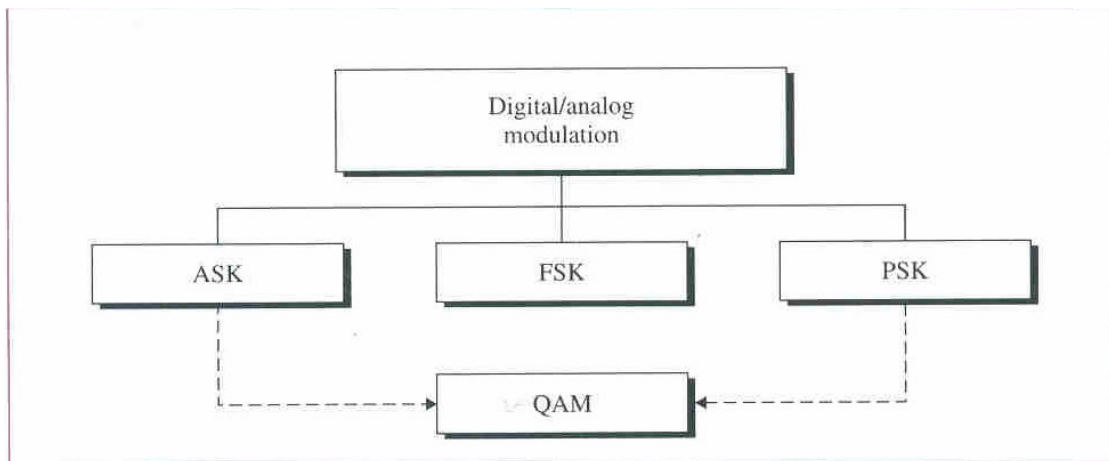 Digital/analog
modulation
ASK
FSK
PSK
QAM